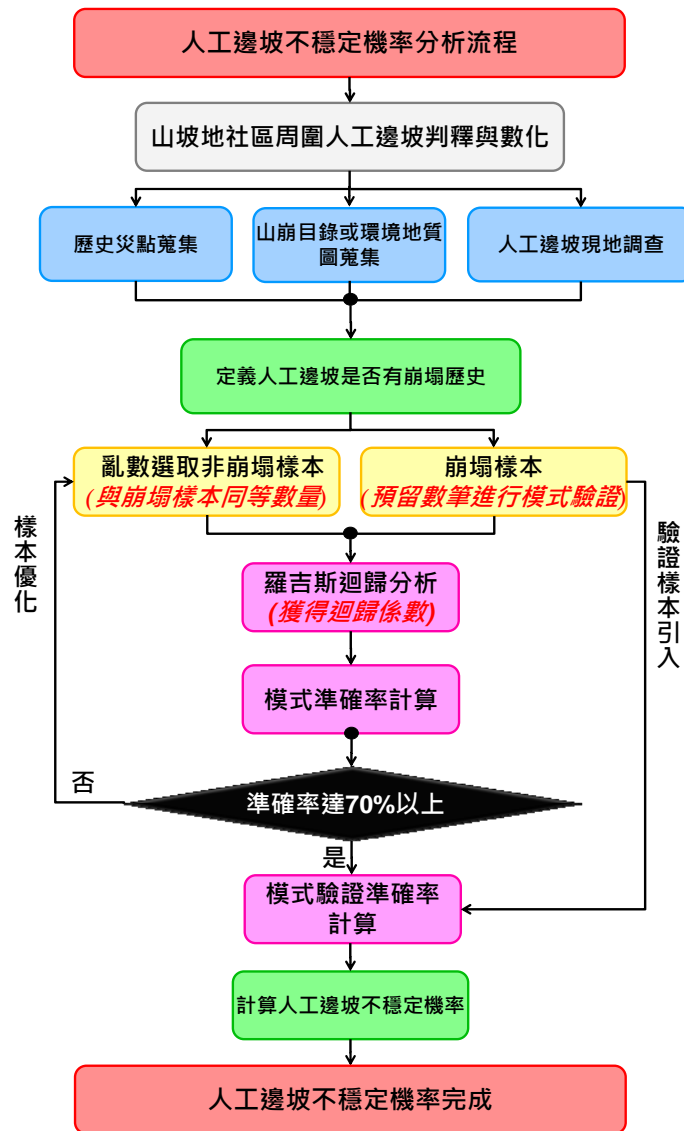 人工邊坡不穩定機率分析流程
山坡地社區周圍人工邊坡判釋與數化
歷史災點蒐集
山崩目錄或環境地質
圖蒐集
人工邊坡現地調查
定義人工邊坡是否有崩塌歷史
亂數選取非崩塌樣本
(與崩塌樣本同等數量)
崩塌樣本
(預留數筆進行模式驗證)
樣本優化
驗證樣本引入
羅吉斯迴歸分析
(獲得迴歸係數)
模式準確率計算
否
準確率達70%以上
是
模式驗證準確率
計算
計算人工邊坡不穩定機率
人工邊坡不穩定機率完成